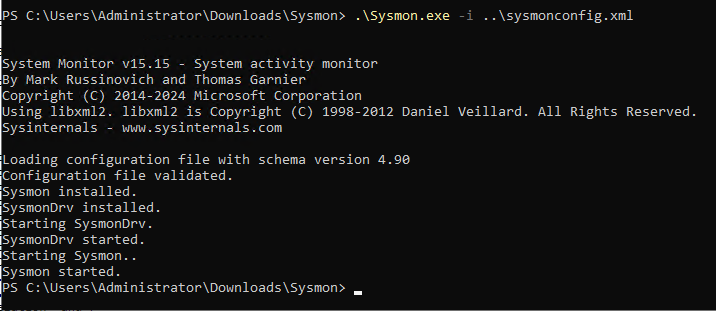 PS C:\Users\Administrator\Downloads\Sysmon> .\Sysmon.exe -i ..\sysmonconfig.xml
System Monitor v15.15 - System activity monitor
By Mark Russinovich and Thomas Garnier
Copyright (C) 2014-2024 Microsoft Corporation
Using libxml2. libxml2 is Copyright (C) 1998-2012 Daniel Veillard. All Rights Reserved.
Sysinternals - www.sysinternals.com
Loading configuration file with schema version 4.90
Configuration file validated.
Sysmon installed.
SysmonDrv installed.
Starting SysmonDrv.
SysmonDrv started.
Starting Sysmon..
Sysmon started.
PS C:\Users\Administrator\Downloads\Sysmon>